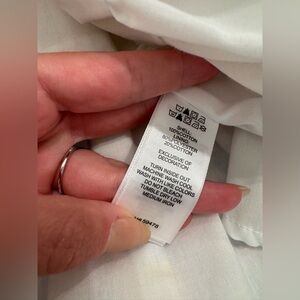 SHELL
100%COTTON
LINING
80%POLYESTER
20%COTTON
EXCLUSIVE OF
DECORATION
TURN INSIDE OUT
MACHINE WASH COOL
WASH WITH LIKE COLORS
DO NOT BLEACH
TUMBLE DRY LOW
MEDIUM IRON
59478